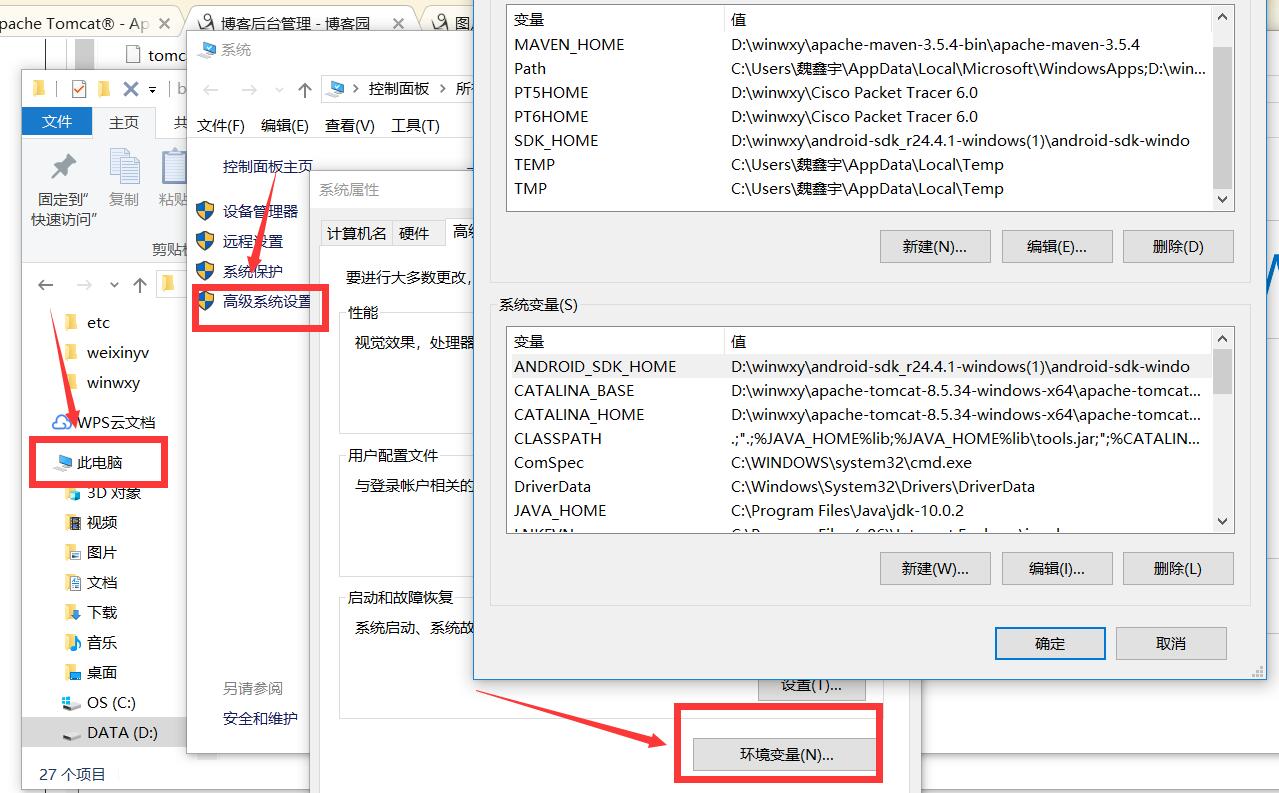 pache Tomcat® - Ap
博客后台管理 - 博客园
tomc
文件
主页
固定到"
快速访问"
复制
粘贴
etc
weixinyv
winwxy
WPS云文档
此电脑
3D 对象
视频
图片
文档
下载
音乐
桌面
OS (C:)
DATA (D:)
27 个项目
系统
控制面板
文件(F) 编辑(E) 查看(V) 工具(T)
控制面板主页
设备管理器
远程设置
系统保护
高级系统设置
另请参阅
安全和维护
系统属性
计算机名 硬件
要进行大多数更改,
性能
视觉效果，处理器
用户配置文件
与登录帐户相关的
启动和故障恢复
系统启动、系统故
设置(T)...
环境变量(N)...
变量 值
MAVEN_HOME D:\winwxy\apache-maven-3.5.4-bin\apache-maven-3.5.4
Path C:\Users\魏鑫宇\AppData\Local\Microsoft\WindowsApps;D:\win...
PT5HOME D:\winwxy\Cisco Packet Tracer 6.0
PT6HOME D:\winwxy\Cisco Packet Tracer 6.0
SDK_HOME D:\winwxy\android-sdk_r24.4.1-windows(1)\android-sdk-windo
TEMP C:\Users\魏鑫宇\AppData\Local\Temp
TMP C:\Users\魏鑫宇\AppData\Local\Temp
新建(N)... 编辑(E)... 删除(D)
系统变量(S)
变量 值
ANDROID_SDK_HOME D:\winwxy\android-sdk_r24.4.1-windows(1)\android-sdk-windo
CATALINA_BASE D:\winwxy\apache-tomcat-8.5.34-windows-x64\apache-tomcat...
CATALINA_HOME D:\winwxy\apache-tomcat-8.5.34-windows-x64\apache-tomcat...
CLASSPATH .;".;%JAVA_HOME%lib;%JAVA_HOME%lib\tools.jar;";%CATALIN...
ComSpec C:\WINDOWS\system32\cmd.exe
DriverData C:\Windows\System32\Drivers\DriverData
JAVA_HOME C:\Program Files\Java\jdk-10.0.2
新建(W)... 编辑(I)... 删除(L)
确定 取消